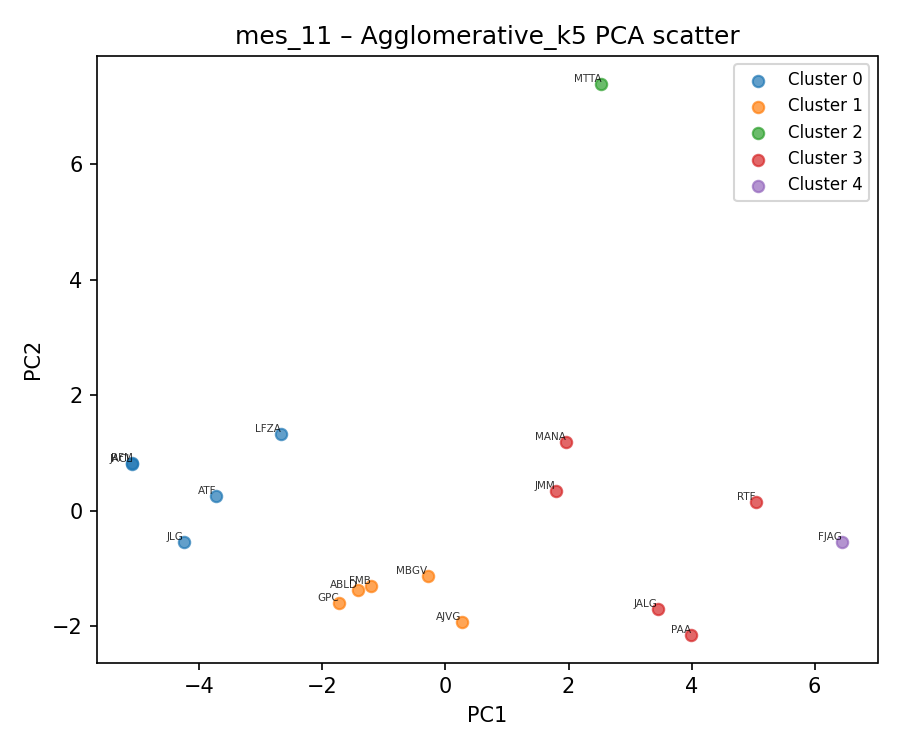 mes_11 – Agglomerative_k5 PCA scatter
MTTA
Cluster 0
Cluster 1
Cluster 2
Cluster 3
Cluster 4
LFZA
MANA
ATF
JMM
RTF
JLG
FJAG
MBGV
FMB
ABLD
GPC
AJVG
JALG
PAA
6
4
2
0
−2
−4
−2
0
2
4
6
PC2
PC1